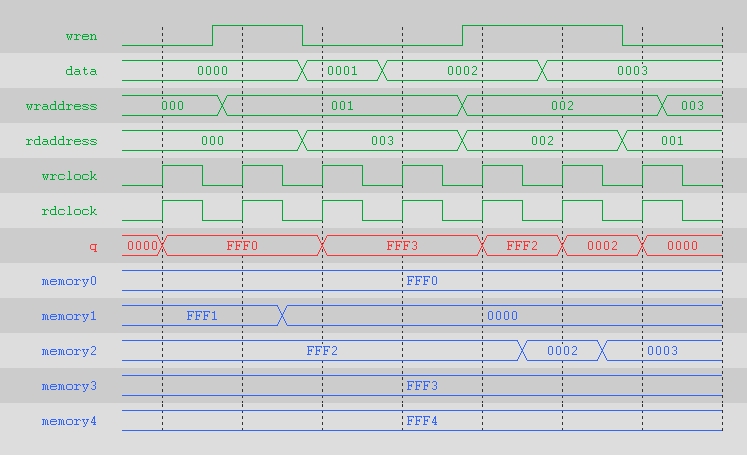 wren
data 0000 0001 0002 0003
wraddress 000 001 002 003
rdaddress 000 003 002 001
wrclock
rdclock
q 0000 FFF0 FFF3 FFF2 0002 0000
memory0 FFF0
memory1 FFF1 0000
memory2 FFF2 0002 0003
memory3 FFF3
memory4 FFF4